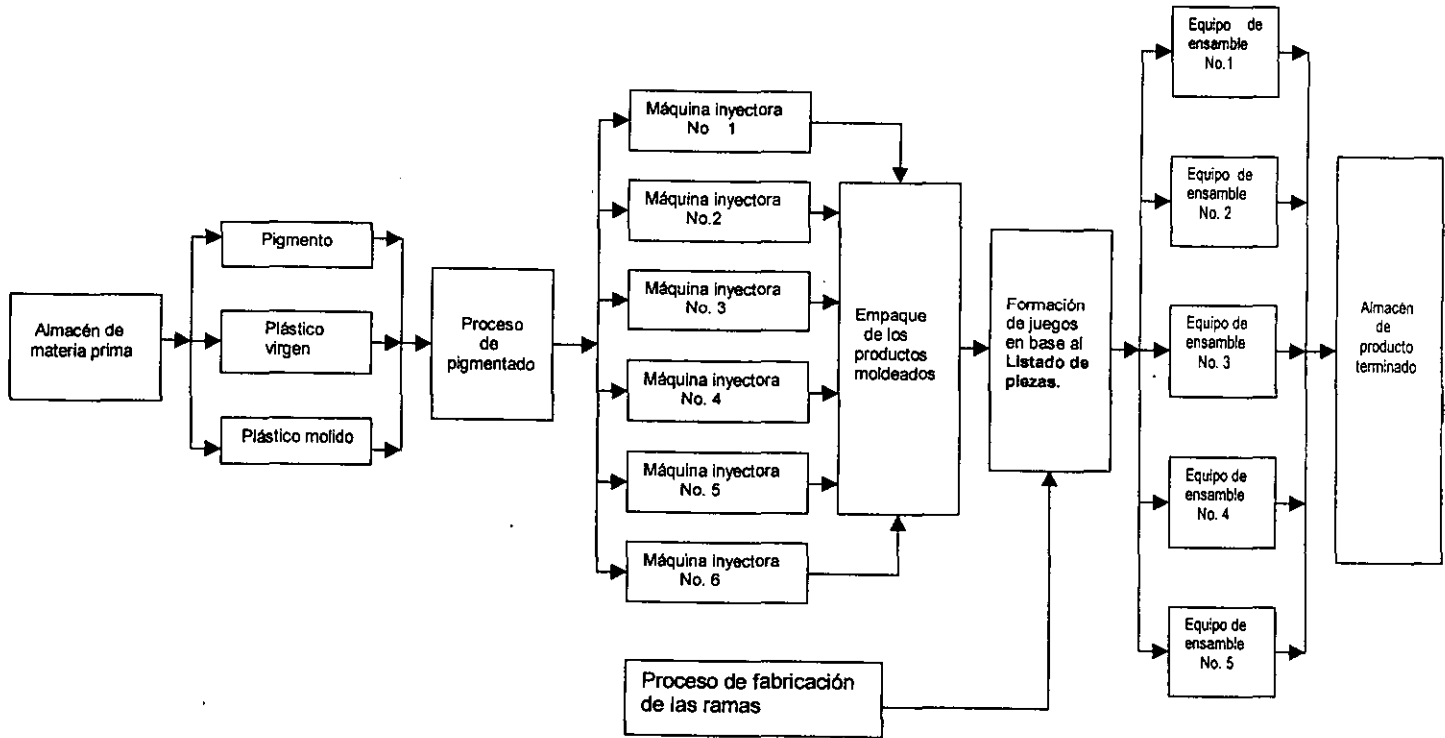 Almacén de
materia prima
Pigmento
Plástico
virgen
Plástico molido
Proceso
de
pigmentado
Máquina inyectora
No 1
Máquina inyectora
No.2
Máquina inyectora
No. 3
Máquina inyectora
No. 4
Máquina inyectora
No. 5
Máquina inyectora
No. 6
Empaque
de los
productos
moldeados
Proceso de fabricación
de las ramas
Formación
de juegos
en base al
Listado de
piezas.
Equipo de
ensamble
No.1
Equipo de
ensamble
No. 2
Equipo de
ensamble
No. 3
Equipo de
ensamble
No. 4
Equipo de
ensamble
No. 5
Almacén
de
producto
terminado